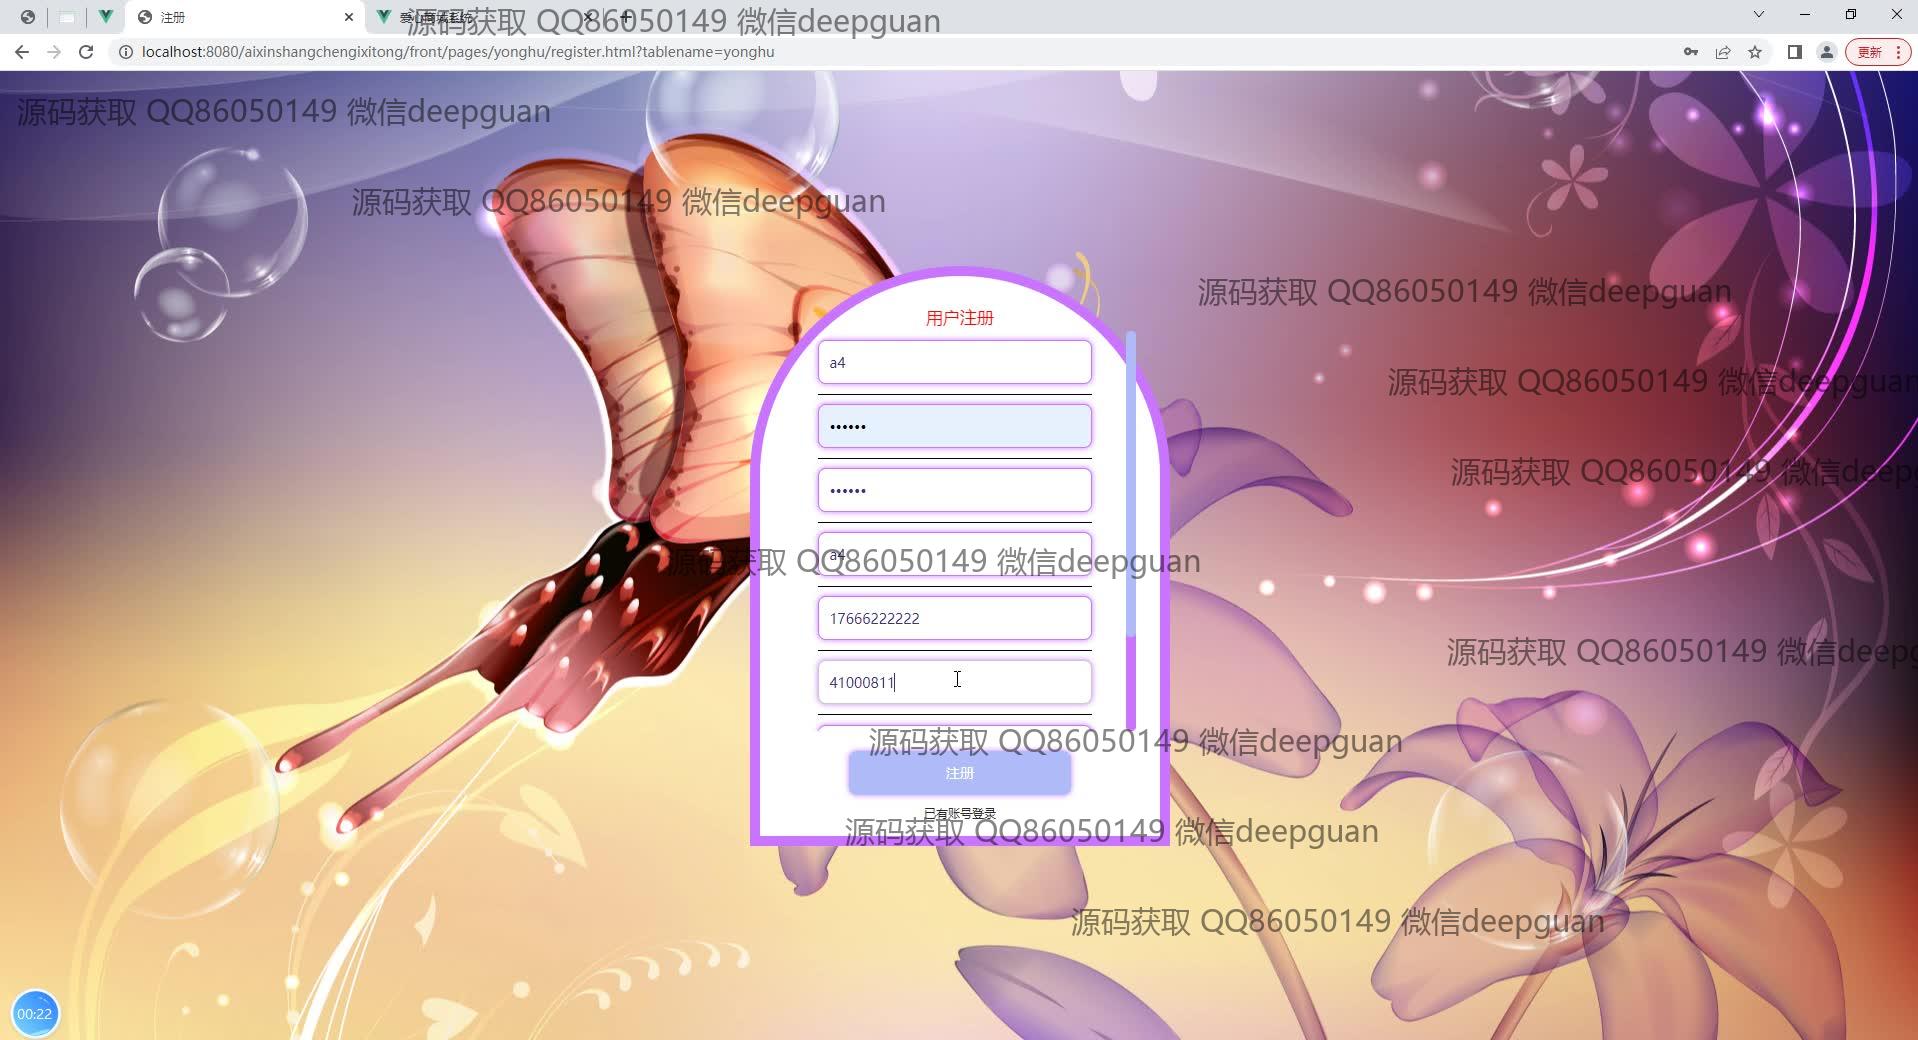 注册
爱心商城系统
源码获取 QQ86050149 微信deepguan
localhost:8080/aixinshangchengixitong/front/pages/yonghu/register.html?tablename=yonghu
更新
源码获取 QQ86050149 微信deepguan
源码获取 QQ86050149 微信deepguan
源码获取 QQ86050149 微信deepguan
用户注册
a4
源码获取 QQ86050149 微信deepguan
••••••
源码获取 QQ86050149 微信deep
••••••
a4
源码获取 QQ86050149 微信deepguan
17666222222
源码获取 QQ86050149 微信deep
41000811
源码获取 QQ86050149 微信deepguan
注册
已有账号登录
源码获取 QQ86050149 微信deepguan
源码获取 QQ86050149 微信deepguan
00:22